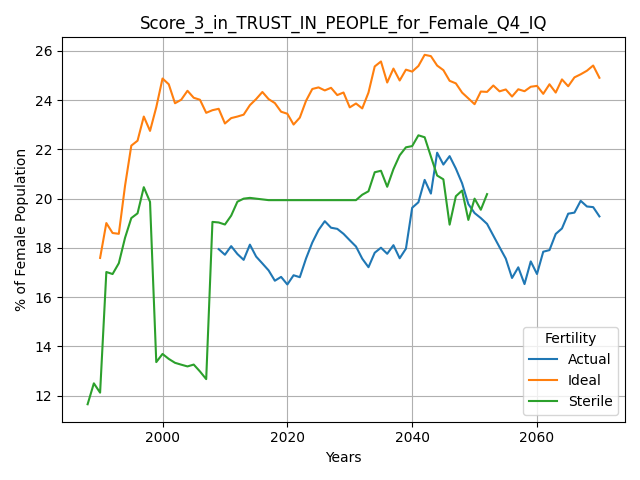 Score_3_in_TRUST_IN_PEOPLE_for_Female_Q4_IQ
% of Female Population
26
24
22
20
18
16
14
12
2000
2020
2040
2060
Years
Fertility
Actual
Ideal
Sterile